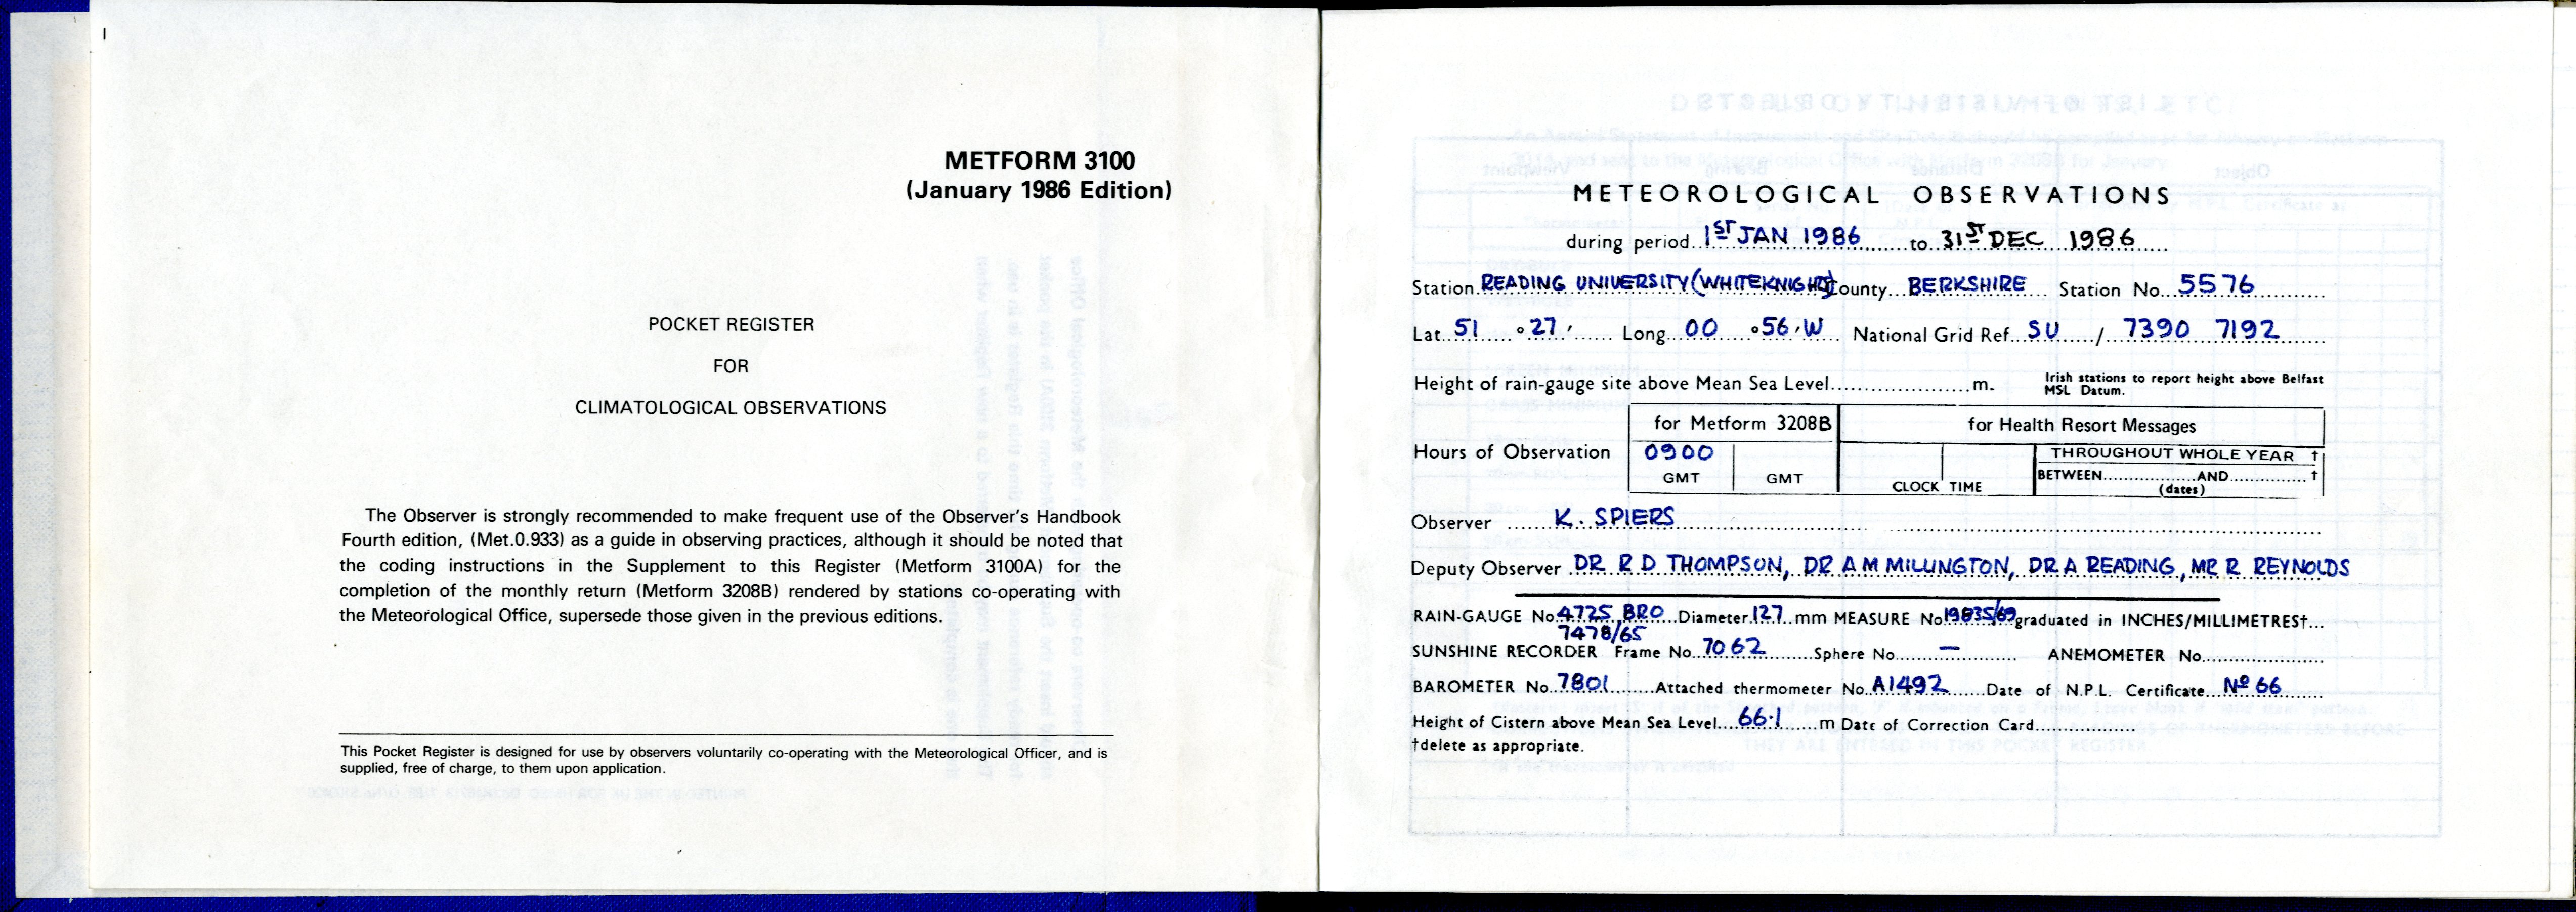 METFORM 3100
(January 1986 Edition)
POCKET REGISTER
FOR
CLIMATOLOGICAL OBSERVATIONS
The Observer is strongly recommended to make frequent use of the Observer's Handbook
Fourth edition, (Met.0.933) as a guide in observing practices, although it should be noted that
the coding instructions in the Supplement to this Register (Metform 3100A) for the
completion of the monthly return (Metform 3208B) rendered by stations co-operating with
the Meteorological Office, supersede those given in the previous editions.
This Pocket Register is designed for use by observers voluntarily co-operating with the Meteorological Officer, and is
supplied, free of charge, to them upon application.
METEOROLOGICAL OBSERVATIONS
during period 1ST JAN 1986 to 31ST DEC 1986
Station READING UNIVERSITY (WHITEKNIGHTS) County BERKSHIRE Station No. 5576
Lat. 51 ° 27 ' Long. 00 ° 56 ' W National Grid Ref. SU / 7390 7192
Height of rain-gauge site above Mean Sea Level m. Irish stations to report height above Belfast
MSL Datum.
for Metform 3208B for Health Resort Messages
Hours of Observation 0900 THROUGHOUT WHOLE YEAR †
GMT GMT CLOCK TIME BETWEEN AND †
(dates)
Observer K. SPIERS
Deputy Observer DR R D THOMPSON, DR A M MILLINGTON, DR A READING, MR R REYNOLDS
RAIN-GAUGE No. 4725 BRO Diameter 127 mm MEASURE No. 19835/69 graduated in INCHES/MILLIMETRES†
7478/65
SUNSHINE RECORDER Frame No. 7062 Sphere No. — ANEMOMETER No.
BAROMETER No. 7801 Attached thermometer No. A1492 Date of N.P.L. Certificate Nº 66
Height of Cistern above Mean Sea Level 66.1 m Date of Correction Card
†delete as appropriate.